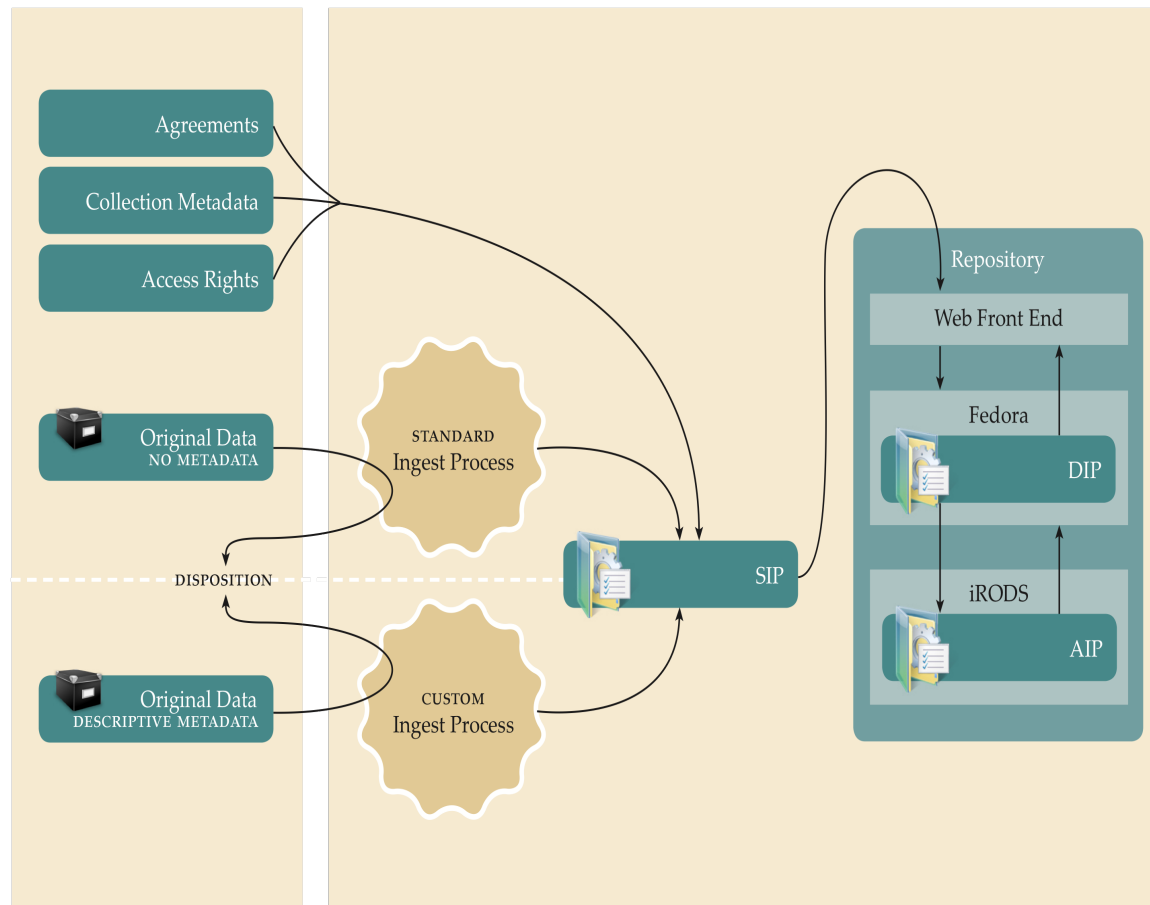 Agreements
Collection Metadata
Access Rights
Original Data
NO METADATA
STANDARD
Ingest Process
DISPOSITION
Original Data
DESCRIPTIVE METADATA
CUSTOM
Ingest Process
SIP
Repository
Web Front End
Fedora
DIP
iRODS
AIP